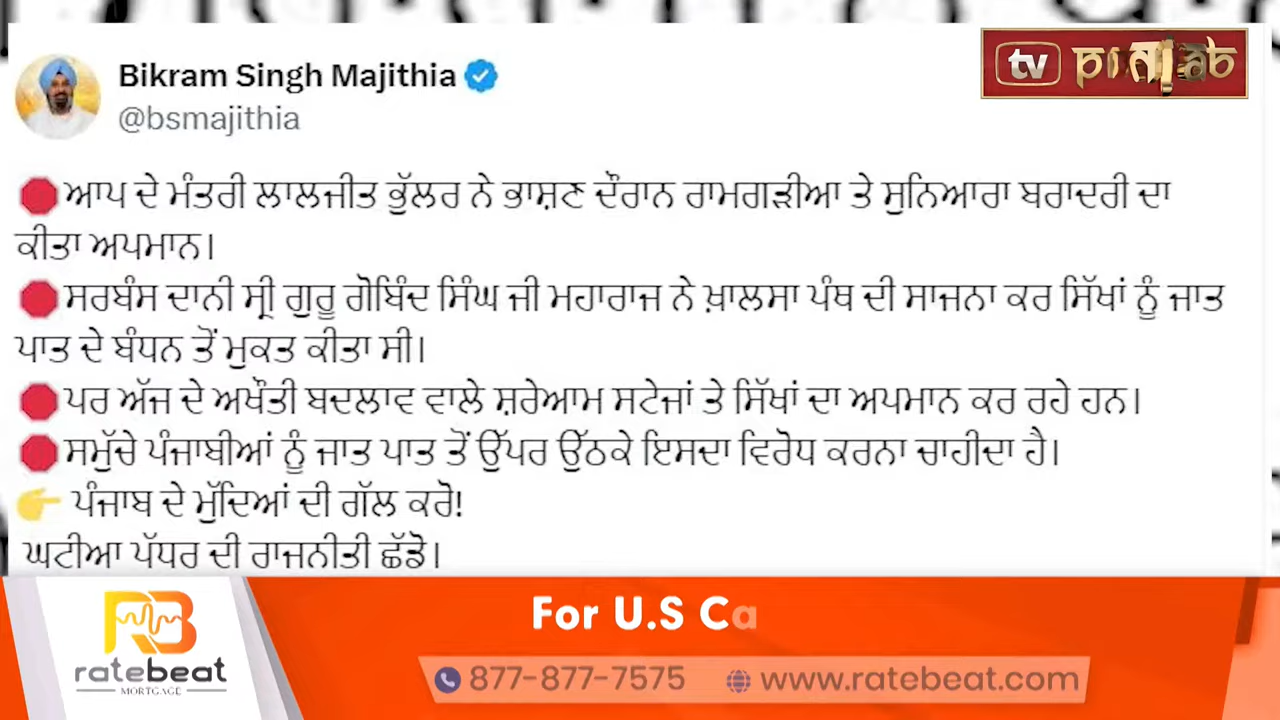 Bikram Singh Majithia
@bsmajithia
tv
🛑ਆਪ ਦੇ ਮੰਤਰੀ ਲਾਲਜੀਤ ਭੁੱਲਰ ਨੇ ਭਾਸ਼ਣ ਦੌਰਾਨ ਰਾਮਗੜੀਆ ਤੇ ਸੁਨਿਆਰਾ ਬਰਾਦਰੀ ਦਾ
ਕੀਤਾ ਅਪਮਾਨ।
🛑ਸਰਬੰਸ ਦਾਨੀ ਸ੍ਰੀ ਗੁਰੂ ਗੋਬਿੰਦ ਸਿੰਘ ਜੀ ਮਹਾਰਾਜ ਨੇ ਖ਼ਾਲਸਾ ਪੰਥ ਦੀ ਸਾਜਨਾ ਕਰ ਸਿੱਖਾਂ ਨੂੰ ਜਾਤ
ਪਾਤ ਦੇ ਬੰਧਨ ਤੋਂ ਮੁਕਤ ਕੀਤਾ ਸੀ।
🛑ਪਰ ਅੱਜ ਦੇ ਅਖੌਤੀ ਬਦਲਾਵ ਵਾਲੇ ਸ਼ਰੇਆਮ ਸਟੇਜਾਂ ਤੇ ਸਿੱਖਾਂ ਦਾ ਅਪਮਾਨ ਕਰ ਰਹੇ ਹਨ।
🛑ਸਮੁੱਚੇ ਪੰਜਾਬੀਆਂ ਨੂੰ ਜਾਤ ਪਾਤ ਤੋਂ ਉੱਪਰ ਉੱਠਕੇ ਇਸਦਾ ਵਿਰੋਧ ਕਰਨਾ ਚਾਹੀਦਾ ਹੈ।
👉 ਪੰਜਾਬ ਦੇ ਮੁੱਦਿਆਂ ਦੀ ਗੱਲ ਕਰੋ!
ਘਟੀਆ ਪੱਧਰ ਦੀ ਰਾਜਨੀਤੀ ਛੱਡੋ।
For U.S Ca
RB
ratebeat
MORTGAGE
877-877-7575 www.ratebeat.com